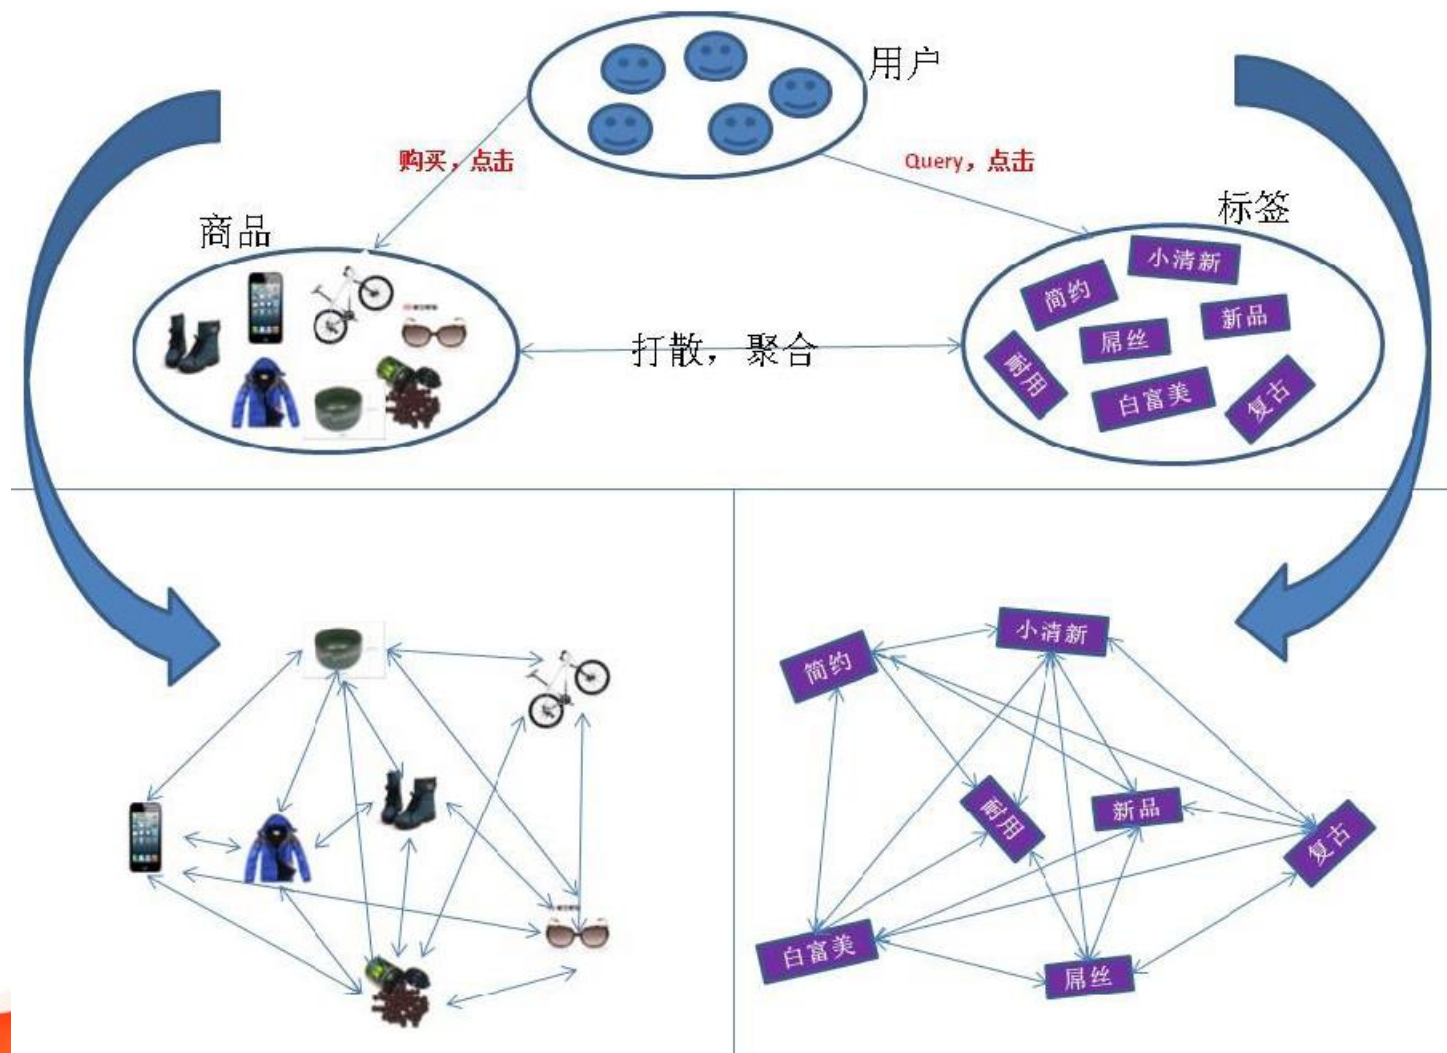 用户
购买，点击
Query，点击
标签
商品
小清新
简约
新品
屌丝
耐用
白富美
复古
打散，聚合
小清新
简约
耐用
新品
复古
白富美
屌丝